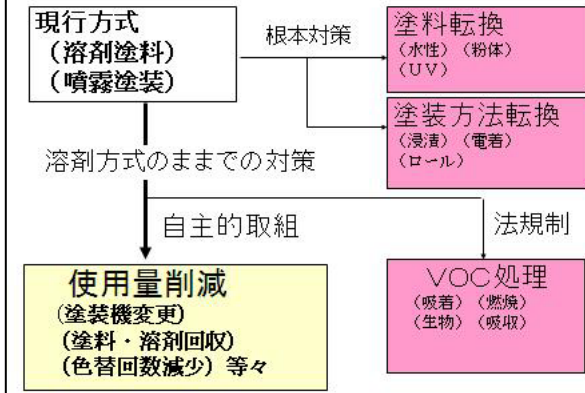 現行方式
(溶剤塗料)
(噴霧塗装)
根本対策
塗料転換
(水性)(粉体)
(UV)
塗装方法転換
(浸漬)(電着)
(ロール)
溶剤方式のままでの対策
自主的取組
法規制
使用量削減
(塗装機変更)
(塗料・溶剤回収)
(色替回数減少)等々
VOC処理
(吸着)(燃焼)
(生物)(吸収)